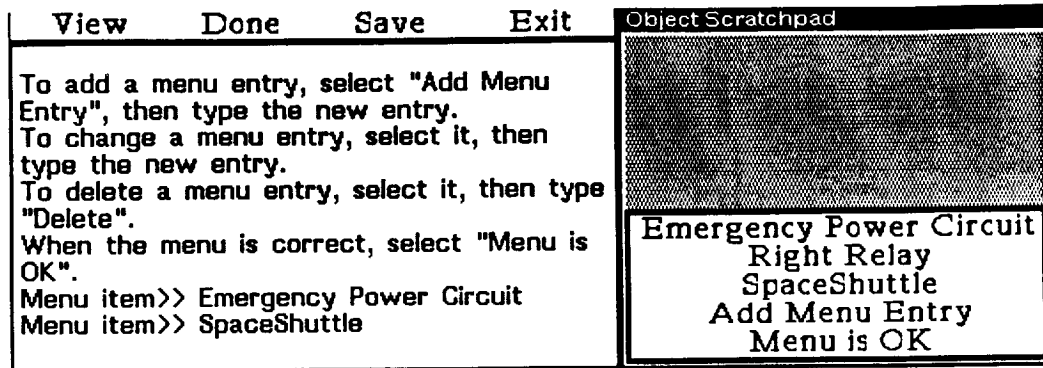 View Done Save Exit
To add a menu entry, select "Add Menu
Entry", then type the new entry.
To change a menu entry, select it, then
type the new entry.
To delete a menu entry, select it, then type
"Delete".
When the menu is correct, select "Menu is
OK".
Menu item>> Emergency Power Circuit
Menu item>> SpaceShuttle
Object Scratchpad
Emergency Power Circuit
Right Relay
SpaceShuttle
Add Menu Entry
Menu is OK